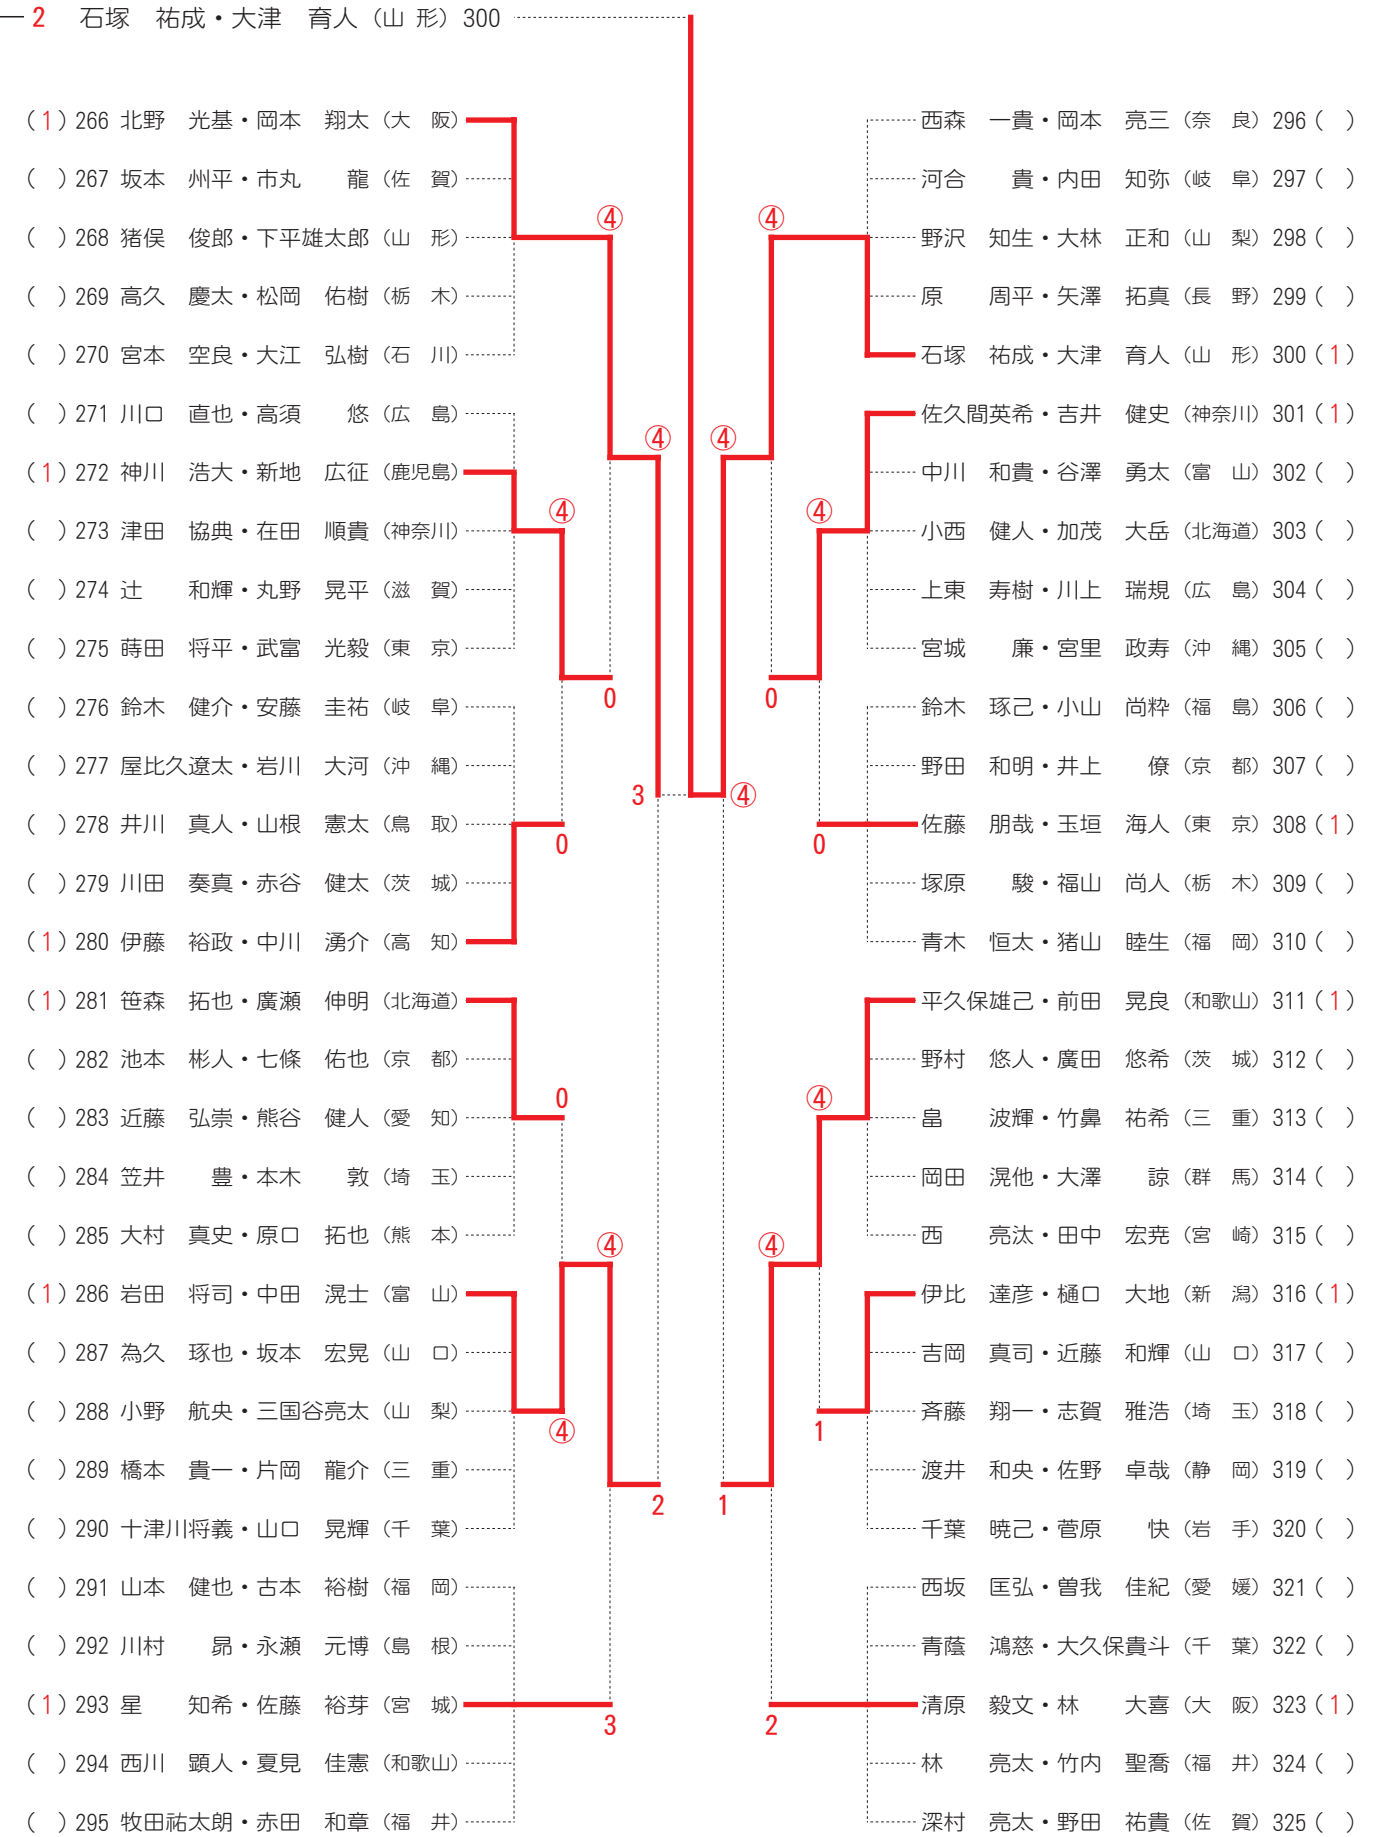 2 石塚 祐成・大津 育人（山 形）300
（1）266 北野 光基・岡本 翔太（大 阪）
（ ）267 坂本 州平・市丸 龍（佐 賀）
（ ）268 猪俣 俊郎・下平雄太郎（山 形）
（ ）269 高久 慶太・松岡 佑樹（栃 木）
（ ）270 宮本 空良・大江 弘樹（石 川）
（ ）271 川口 直也・高須 悠（広 島）
（1）272 神川 浩大・新地 広征（鹿児島）
（ ）273 津田 協典・在田 順貴（神奈川）
（ ）274 辻 和輝・丸野 晃平（滋 賀）
（ ）275 蒔田 将平・武富 光毅（東 京）
（ ）276 鈴木 健介・安藤 圭祐（岐 阜）
（ ）277 屋比久遼太・岩川 大河（沖 縄）
（ ）278 井川 真人・山根 憲太（鳥 取）
（ ）279 川田 奏真・赤谷 健太（茨 城）
（1）280 伊藤 裕政・中川 湧介（高 知）
（1）281 笹森 拓也・廣瀬 伸明（北海道）
（ ）282 池本 彬人・七條 佑也（京 都）
（ ）283 近藤 弘崇・熊谷 健人（愛 知）
（ ）284 笠井 豊・本木 敦（埼 玉）
（ ）285 大村 真史・原口 拓也（熊 本）
（1）286 岩田 将司・中田 滉士（富 山）
（ ）287 為久 琢也・坂本 宏晃（山 口）
（ ）288 小野 航央・三国谷亮太（山 梨）
（ ）289 橋本 貴一・片岡 龍介（三 重）
（ ）290 十津川将義・山口 晃輝（千 葉）
（ ）291 山本 健也・古本 裕樹（福 岡）
（ ）292 川村 昴・永瀬 元博（島 根）
（1）293 星 知希・佐藤 裕芽（宮 城）
（ ）294 西川 顕人・夏見 佳憲（和歌山）
（ ）295 牧田祐太朗・赤田 和章（福 井）
④
④
④
0
0
3
0
④
④
2
3
④
④
④
0
0
④
④
④
1
1
2
西森 一貴・岡本 亮三（奈 良）296（ ）
河合 貴・内田 知弥（岐 阜）297（ ）
野沢 知生・大林 正和（山 梨）298（ ）
原 周平・矢澤 拓真（長 野）299（ ）
石塚 祐成・大津 育人（山 形）300（1）
佐久間英希・吉井 健史（神奈川）301（1）
中川 和貴・谷澤 勇太（富 山）302（ ）
小西 健人・加茂 大岳（北海道）303（ ）
上東 寿樹・川上 瑞規（広 島）304（ ）
宮城 廉・宮里 政寿（沖 縄）305（ ）
鈴木 琢己・小山 尚粋（福 島）306（ ）
野田 和明・井上 僚（京 都）307（ ）
佐藤 朋哉・玉垣 海人（東 京）308（1）
塚原 駿・福山 尚人（栃 木）309（ ）
青木 恒太・猪山 睦生（福 岡）310（ ）
平久保雄己・前田 晃良（和歌山）311（1）
野村 悠人・廣田 悠希（茨 城）312（ ）
畠 波輝・竹鼻 祐希（三 重）313（ ）
岡田 滉他・大澤 諒（群 馬）314（ ）
西 亮汰・田中 宏尭（宮 崎）315（ ）
伊比 達彦・樋口 大地（新 潟）316（1）
吉岡 真司・近藤 和輝（山 口）317（ ）
斉藤 翔一・志賀 雅浩（埼 玉）318（ ）
渡井 和央・佐野 卓哉（静 岡）319（ ）
千葉 暁己・菅原 快（岩 手）320（ ）
西坂 匡弘・曽我 佳紀（愛 媛）321（ ）
青蔭 鴻慈・大久保貴斗（千 葉）322（ ）
清原 毅文・林 大喜（大 阪）323（1）
林 亮太・竹内 聖喬（福 井）324（ ）
深村 亮太・野田 祐貴（佐 賀）325（ ）